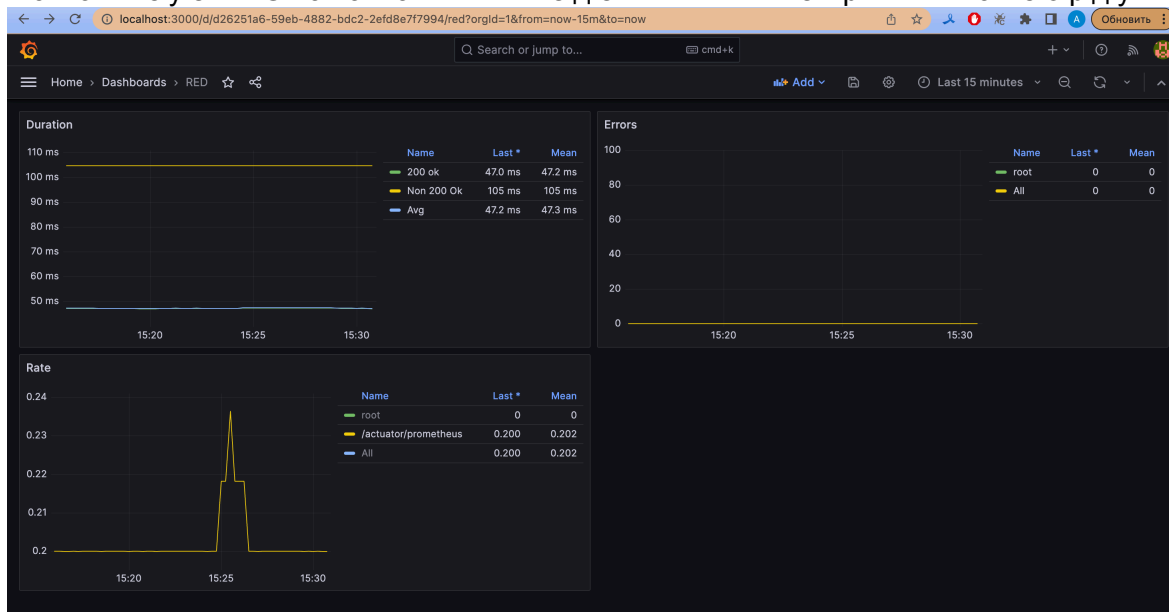 localhost:3000/d/d26251a6-59eb-4882-bdc2-2efd8e7f7994/red?orgId=1&from=now-15m&to=now
A
Обновить
Search or jump to...
cmd+k
Home › Dashboards › RED
Add
Last 15 minutes
Duration
110 ms
100 ms
90 ms
80 ms
70 ms
60 ms
50 ms
15:20 15:25 15:30
Name Last * Mean
200 ok 47.0 ms 47.2 ms
Non 200 Ok 105 ms 105 ms
Avg 47.2 ms 47.3 ms
Errors
100
80
60
40
20
0
15:20 15:25 15:30
Name Last * Mean
root 0 0
All 0 0
Rate
0.24
0.23
0.22
0.21
0.2
15:20 15:25 15:30
Name Last * Mean
root 0 0
/actuator/prometheus 0.200 0.202
All 0.200 0.202